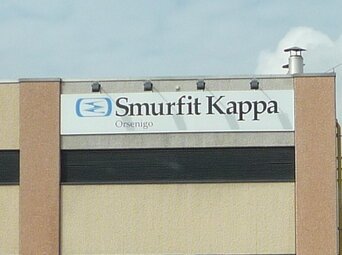 Smurfit Kappa
Orsenigo